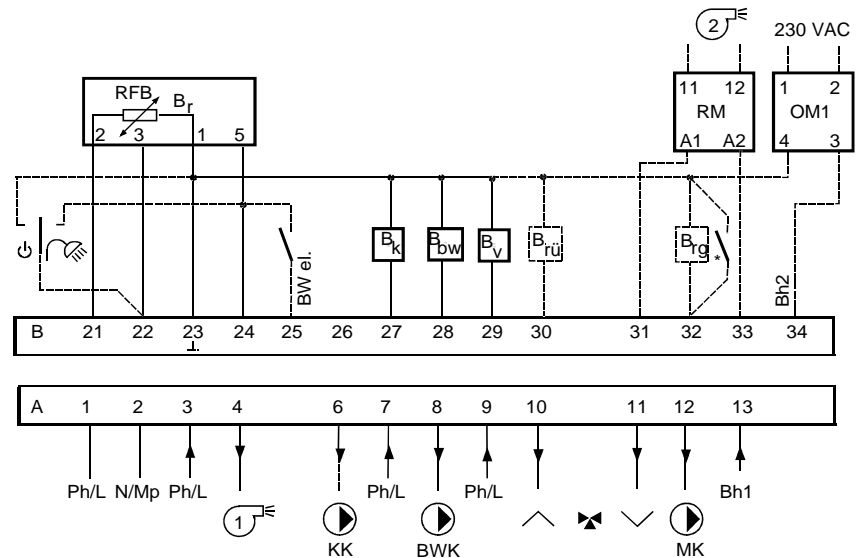 2
230 VAC
RFB
Br
2 3 1 5
11 12
RM
A1 A2
1 2
OM1
4 3
Bk
Bbw
Bv
Brü
Brg
*
BW el.
Bh2
B 21 22 23 24 25 26 27 28 29 30 31 32 33 34
A 1 2 3 4 6 7 8 9 10 11 12 13
Ph/L N/Mp Ph/L Ph/L Ph/L Bh1
1
KK BWK MK